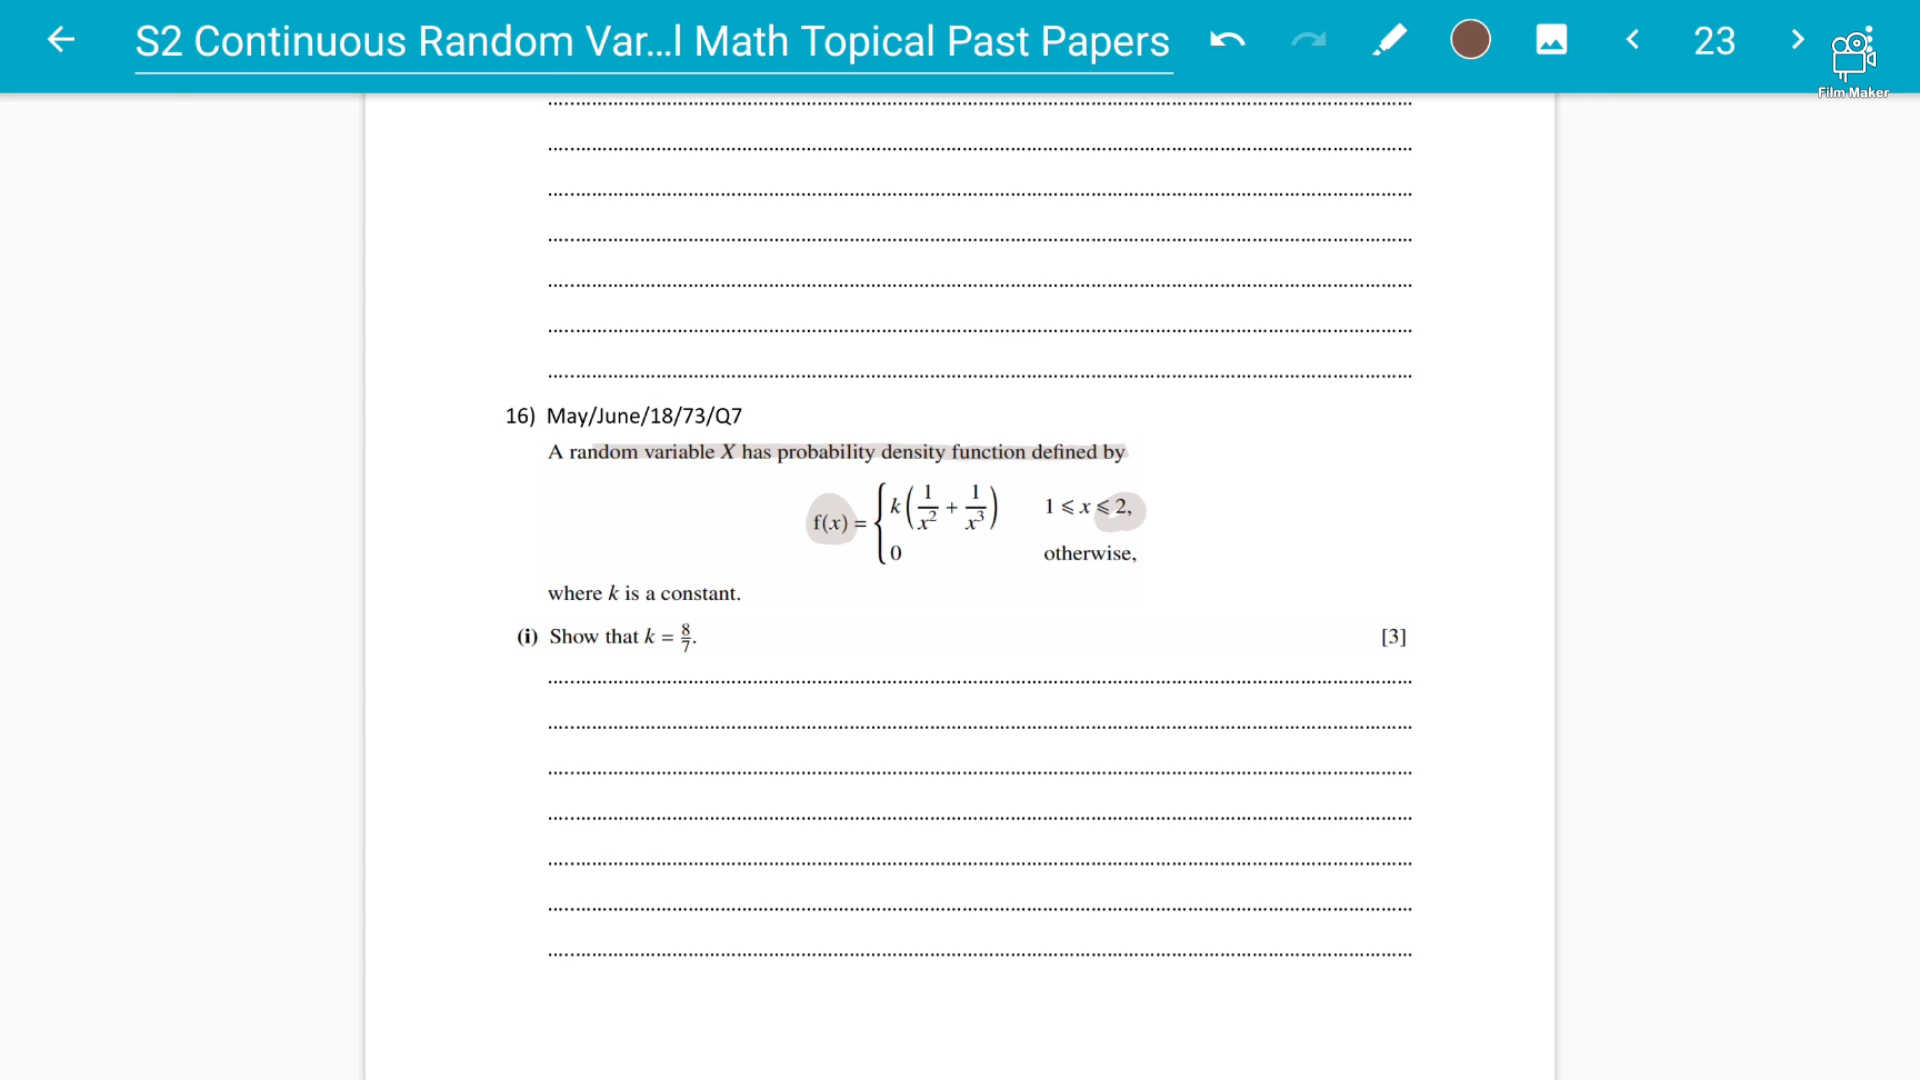 S2 Continuous Random Var...l Math Topical Past Papers
23
Film Maker
16) May/June/18/73/Q7
A random variable X has probability density function defined by
f(x) = { k(1/x² + 1/x³) 1 ⩽ x ⩽ 2,
0 otherwise,
where k is a constant.
(i) Show that k = 8/7. [3]